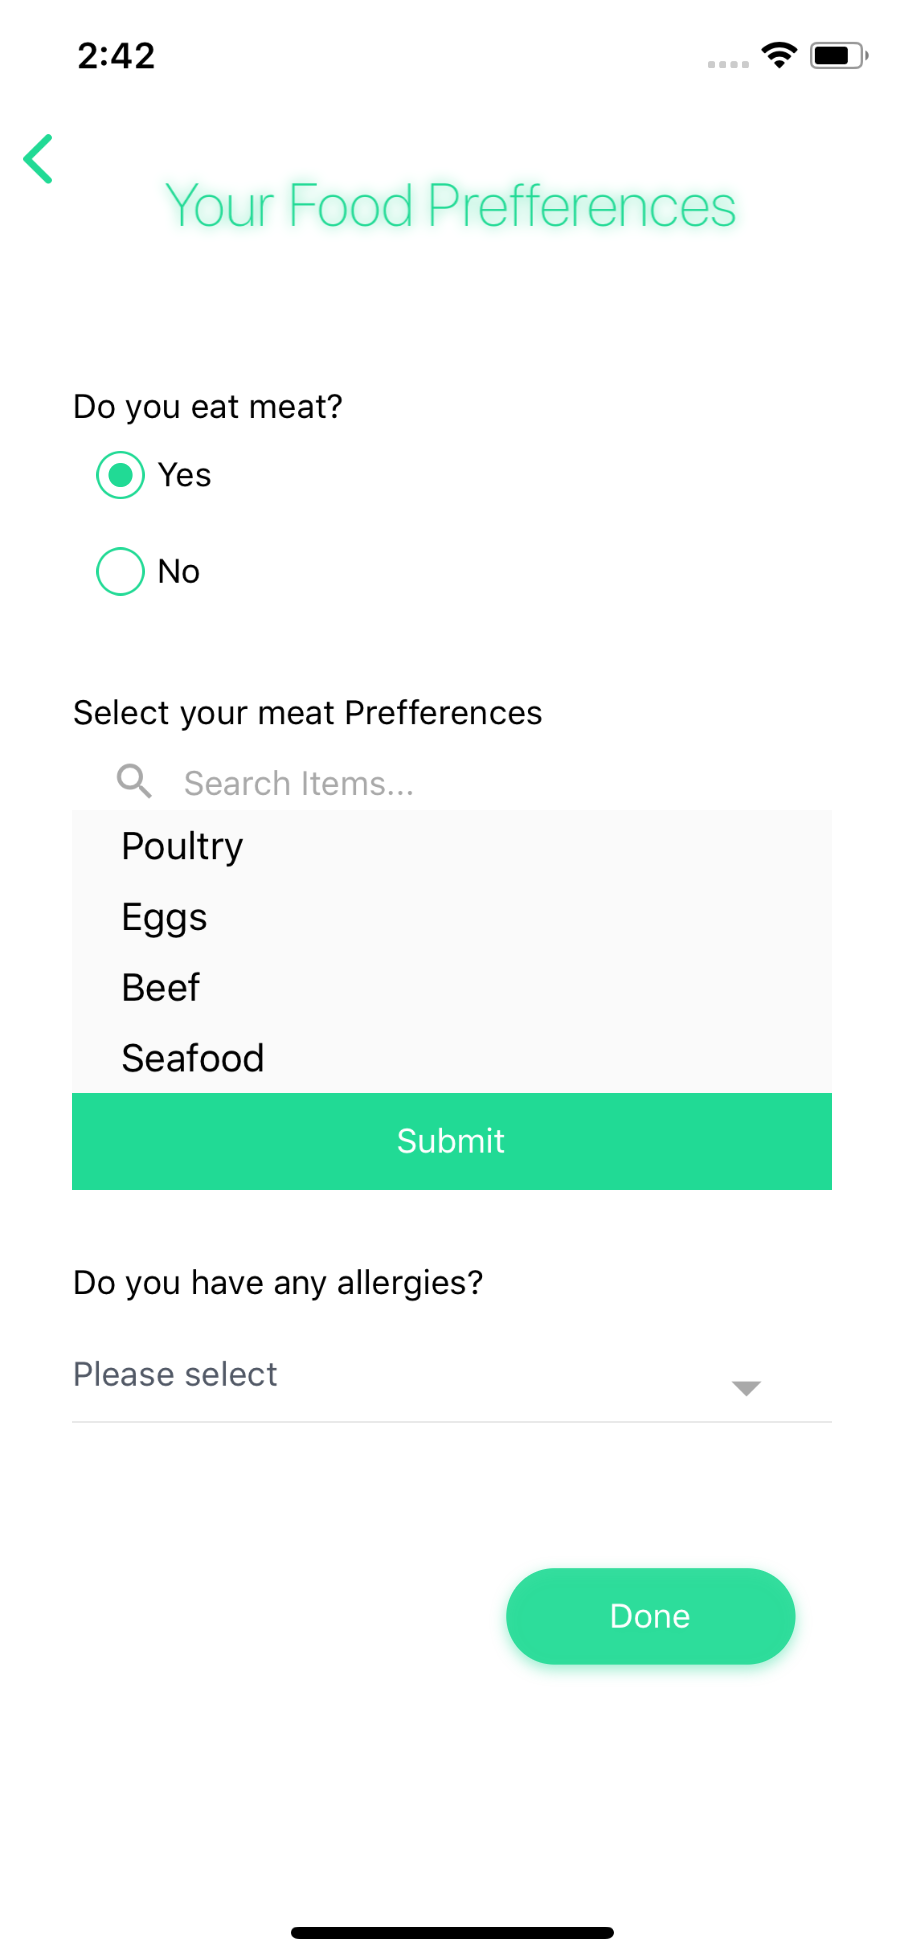 2:42
Your Food Prefferences
Do you eat meat?
Yes
No
Select your meat Prefferences
Search Items...
Poultry
Eggs
Beef
Seafood
Submit
Do you have any allergies?
Please select
Done